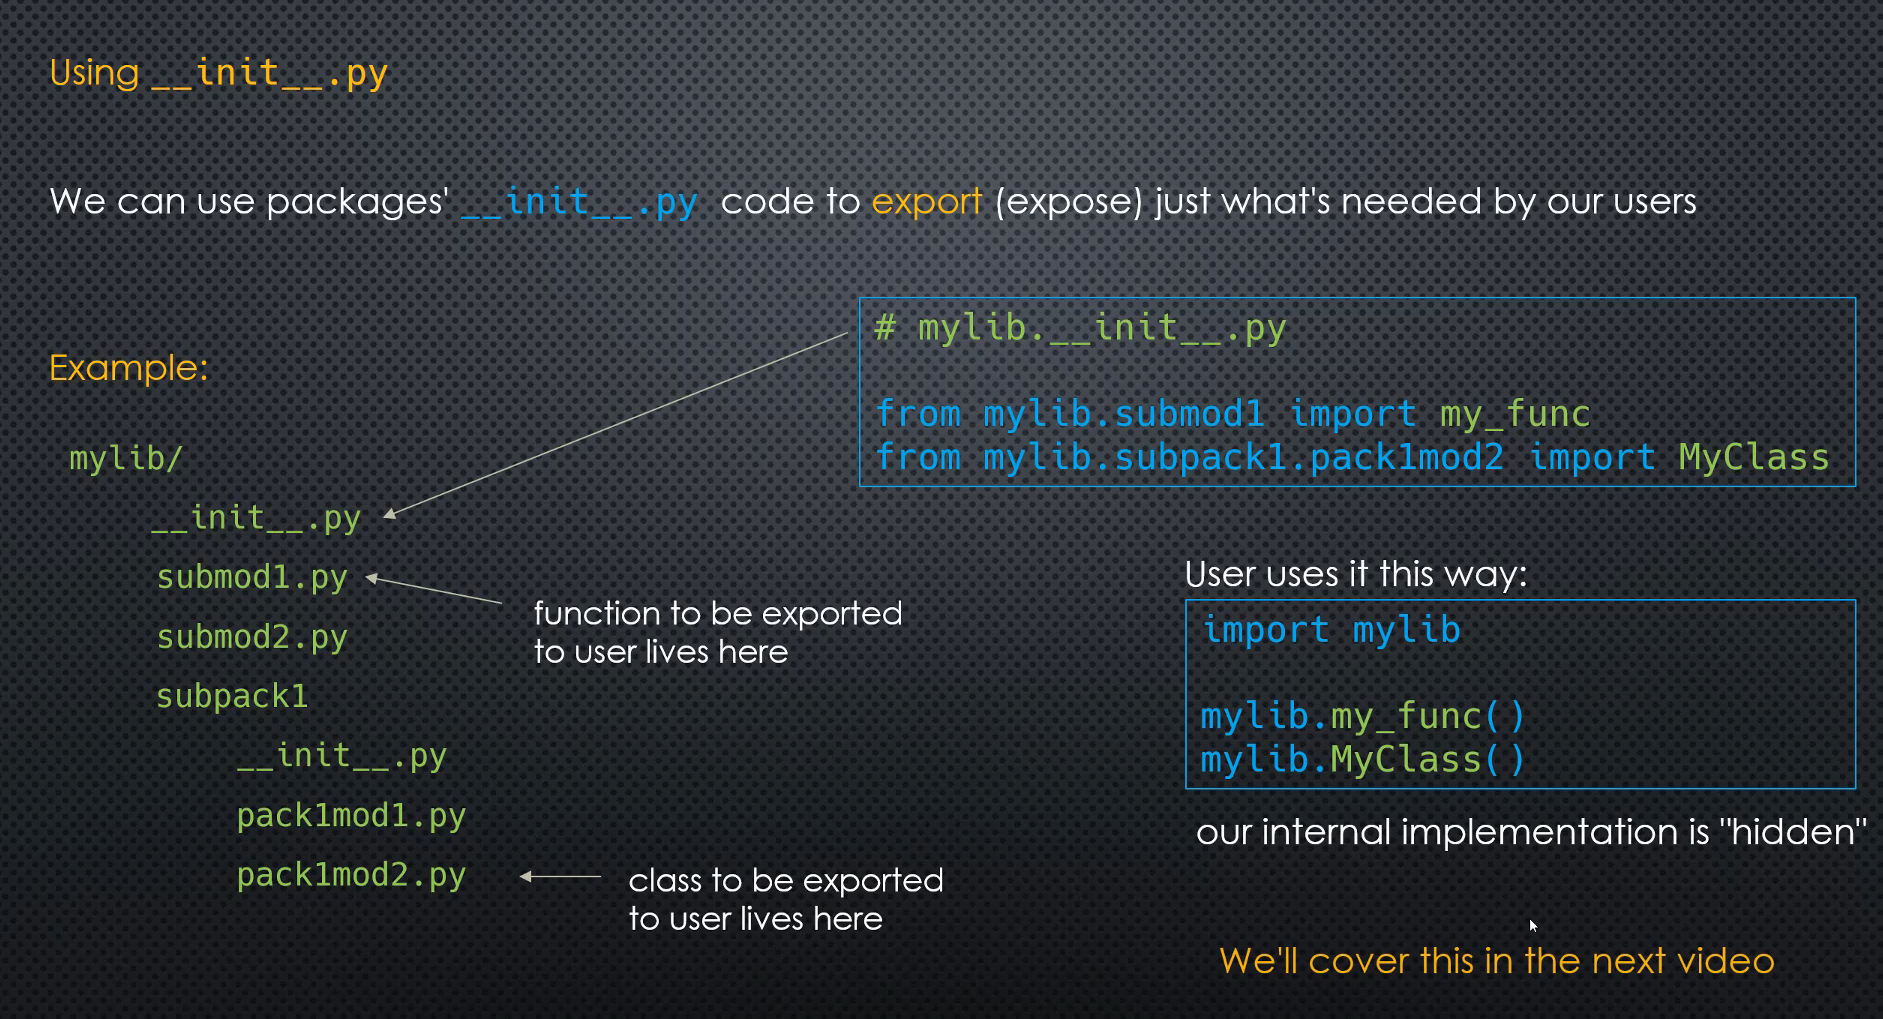 Using __init__.py
We can use packages' __init__.py code to export (expose) just what's needed by our users
Example:
mylib/
__init__.py
submod1.py
submod2.py
subpack1
__init__.py
pack1mod1.py
pack1mod2.py
function to be exported
to user lives here
class to be exported
to user lives here
# mylib.__init__.py
from mylib.submod1 import my_func
from mylib.subpack1.pack1mod2 import MyClass
User uses it this way:
import mylib
mylib.my_func()
mylib.MyClass()
our internal implementation is "hidden"
We'll cover this in the next video